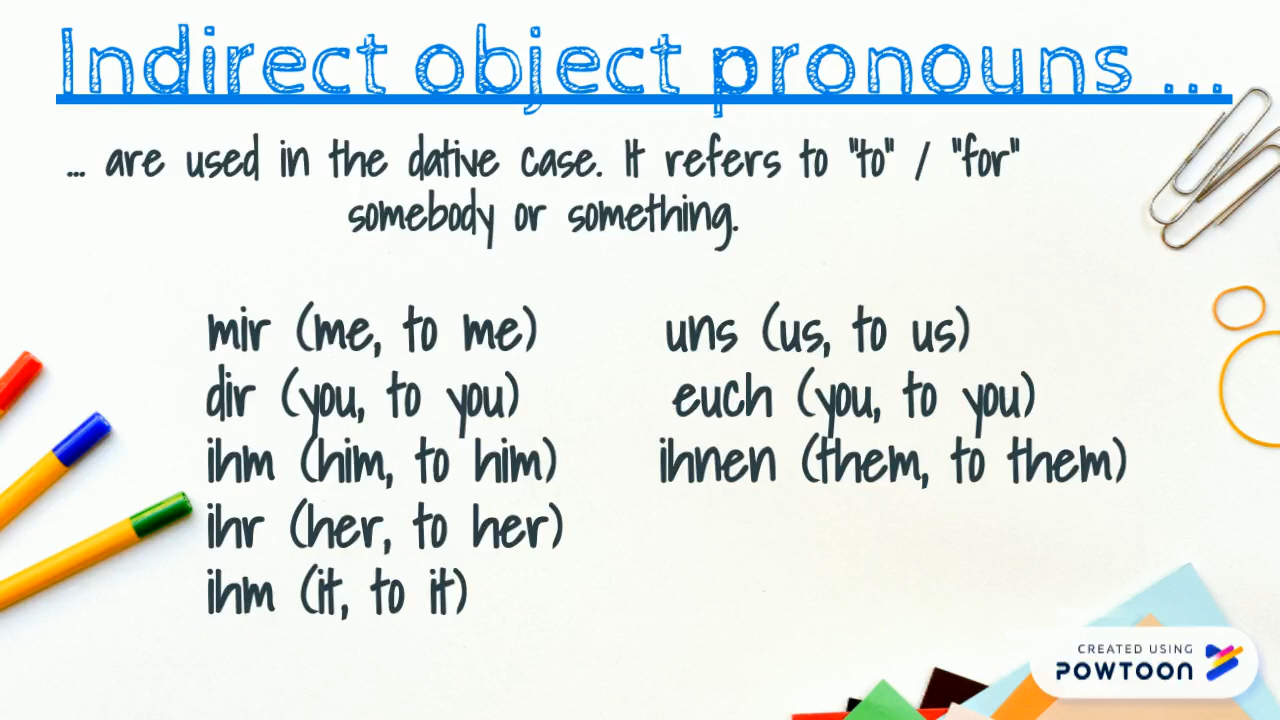 Indirect object pronouns ...
... are used in the dative case. It refers to "to" / "for"
somebody or something.
mir (me, to me)
dir (you, to you)
ihm (him, to him)
ihr (her, to her)
ihm (it, to it)
uns (us, to us)
euch (you, to you)
ihnen (them, to them)
CREATED USING
POWTOON